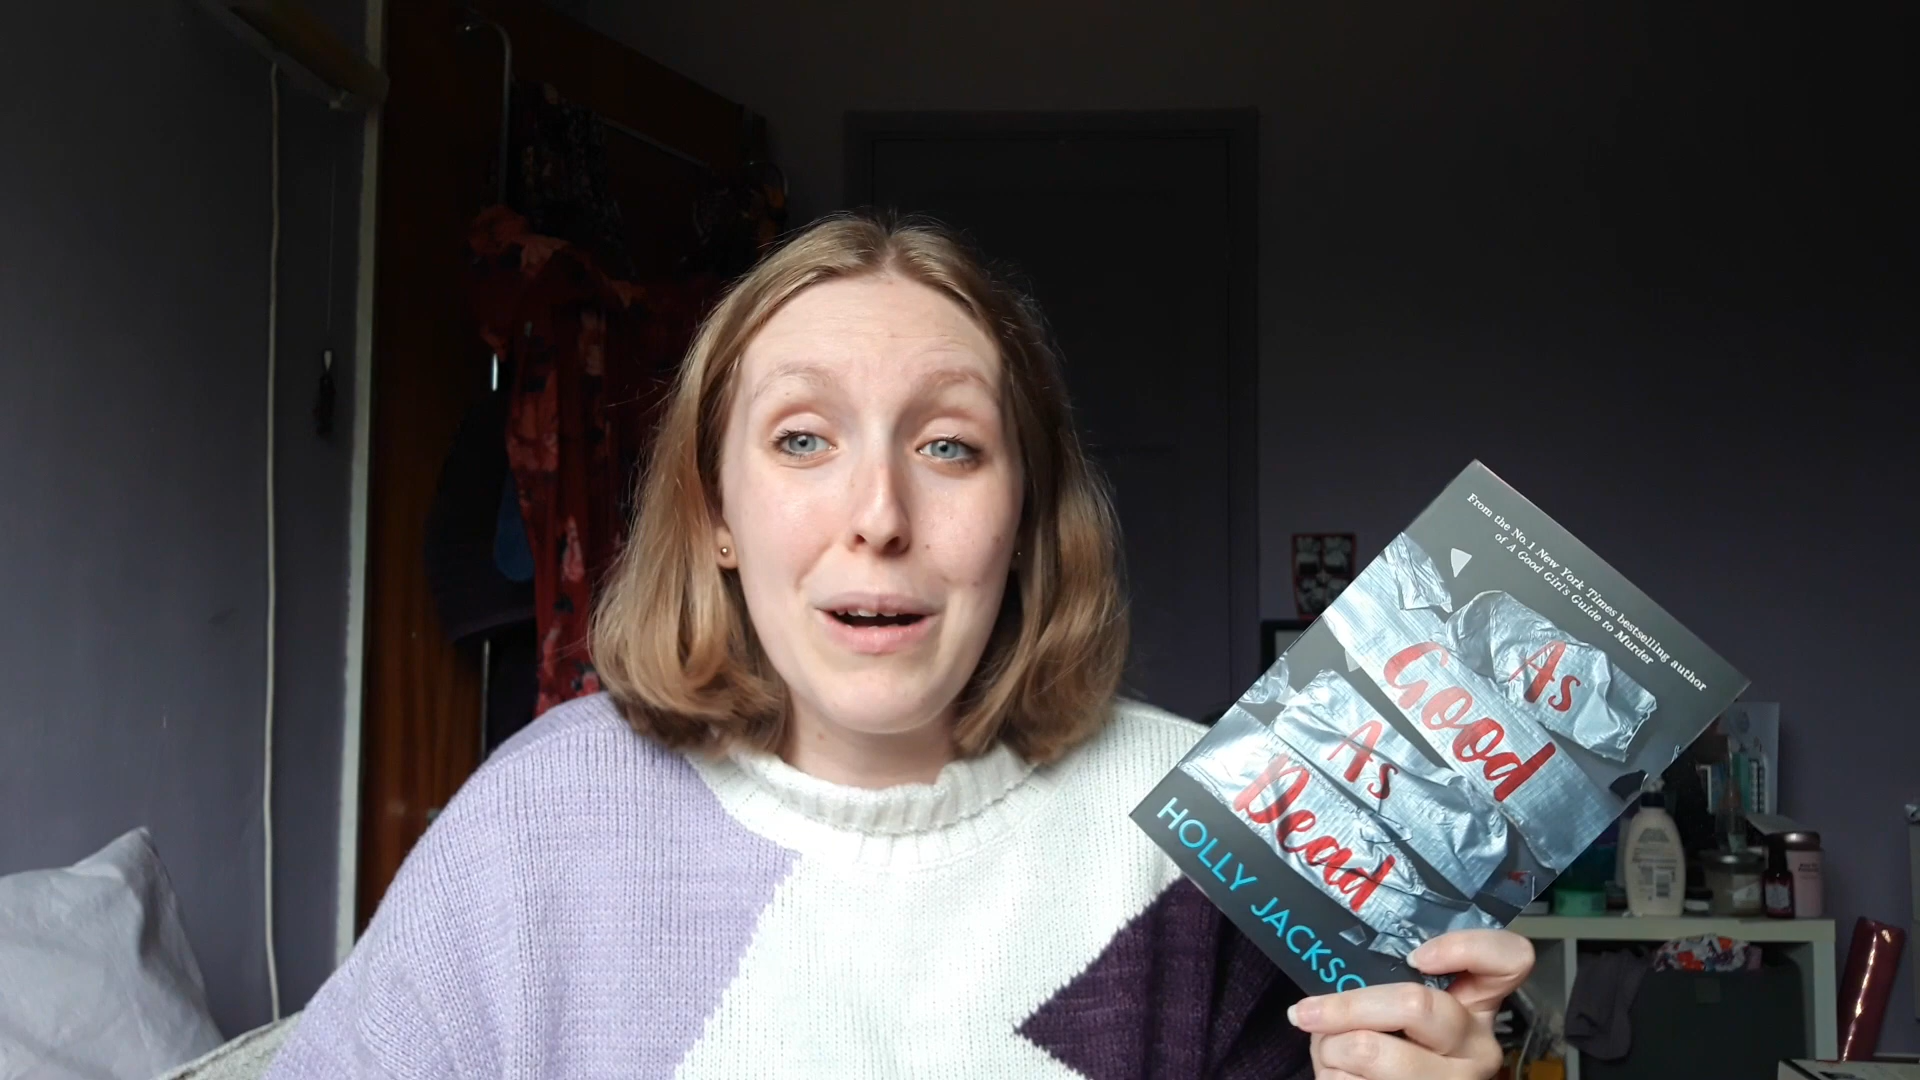 From the No.1 New York Times bestselling author
of A Good Girl's Guide to Murder
As
Good
As
Dead
HOLLY JACKSO